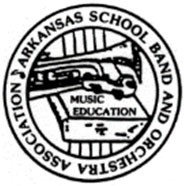 ARKANSAS SCHOOL BAND AND ORCHESTRA ASSOCIATION
MUSIC
EDUCATION